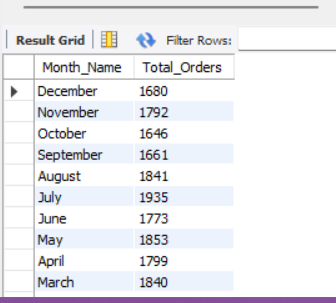 Result Grid Filter Rows:
Month_Name Total_Orders
December 1680
November 1792
October 1646
September 1661
August 1841
July 1935
June 1773
May 1853
April 1799
March 1840